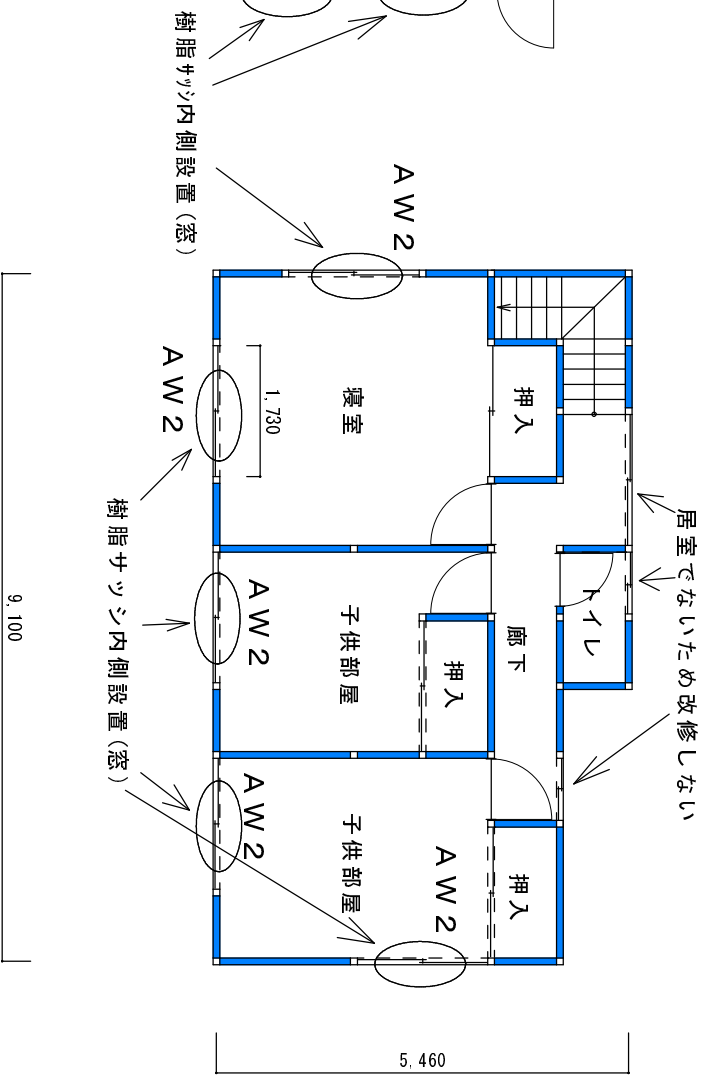 樹脂サッシ内側設置(窓)
AW2
AW2
1,730
寝室
押入
樹脂サッシ内側設置(窓)
居室でないため改修しない
AW2
子供部屋
押入
廊下
トイレ
AW2
子供部屋
AW2
押入
9,100
5,460